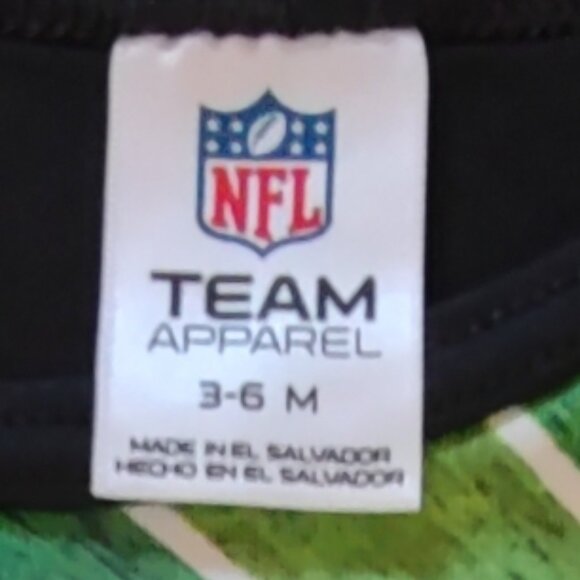 NFL
TEAM
APPAREL
3-6 M
MADE IN EL SALVADOR
HECHO EN EL SALVADOR